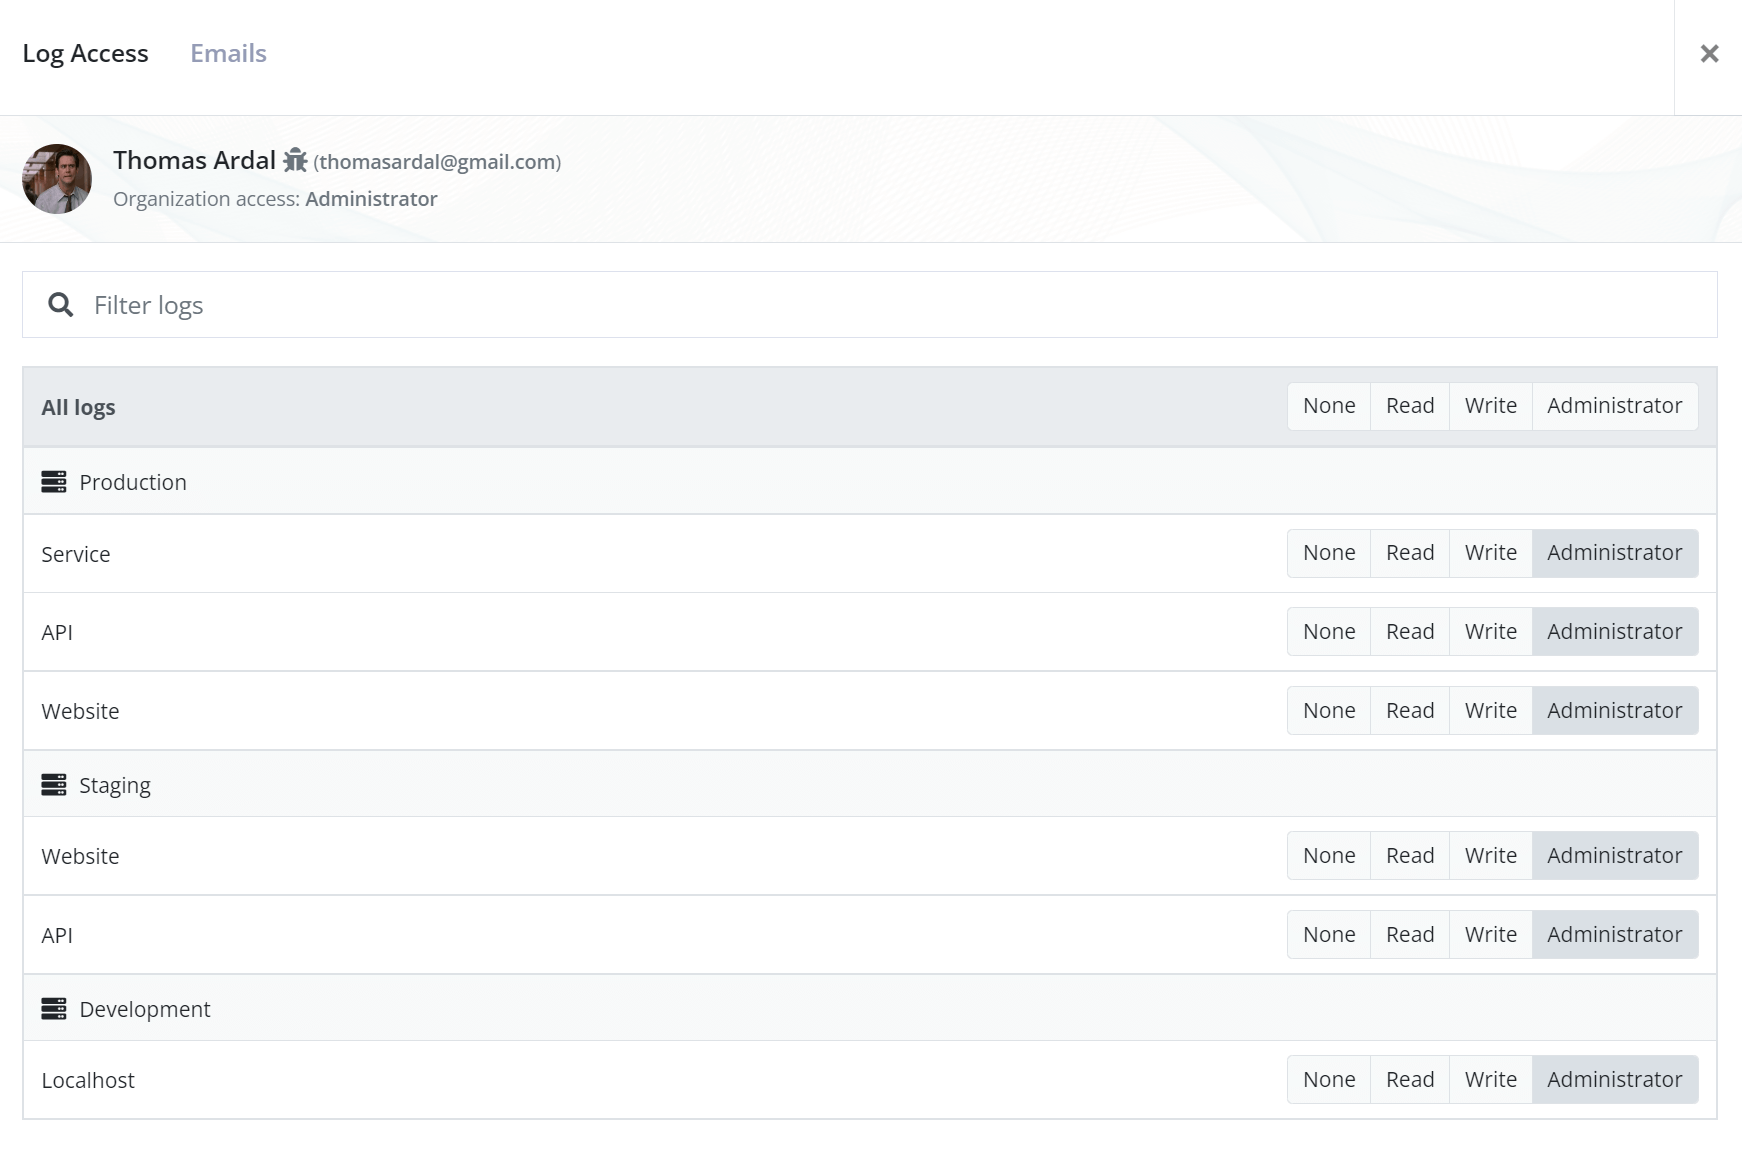 Log Access Emails
Thomas Ardal (thomasardal@gmail.com)
Organization access: Administrator
Filter logs
All logs None Read Write Administrator
Production
Service None Read Write Administrator
API None Read Write Administrator
Website None Read Write Administrator
Staging
Website None Read Write Administrator
API None Read Write Administrator
Development
Localhost None Read Write Administrator